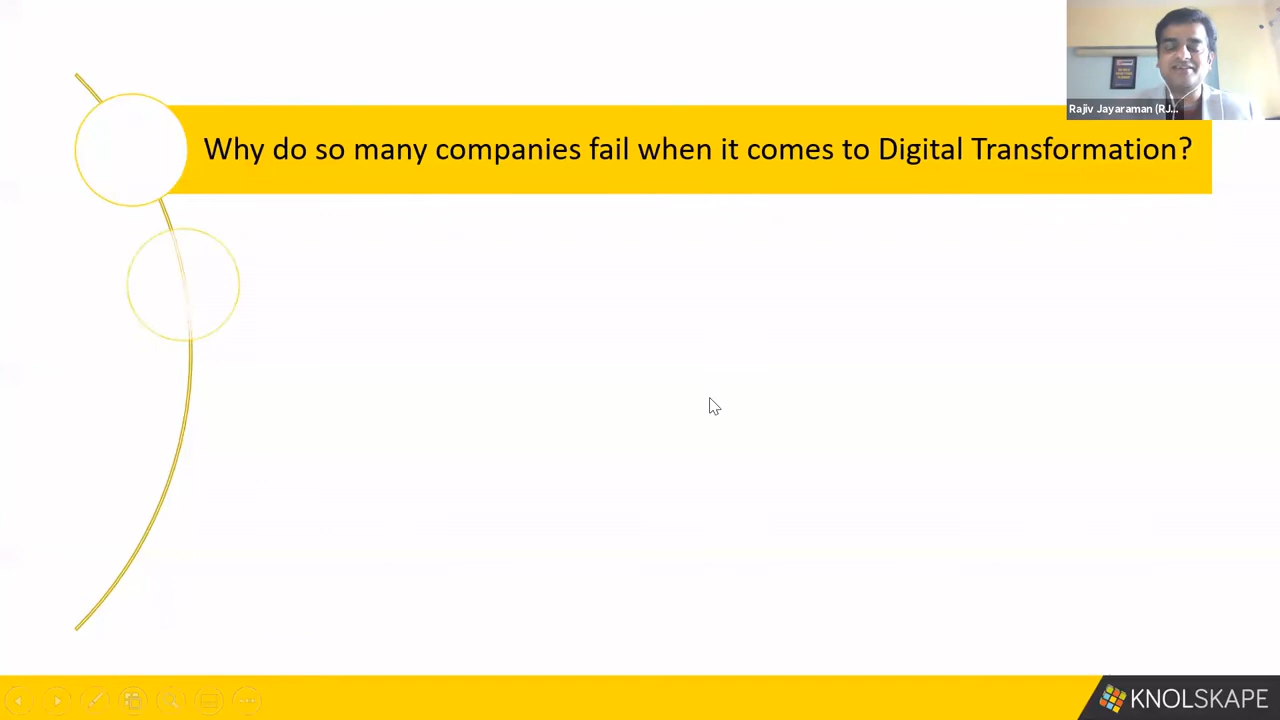 Rajiv Jayaraman (RJ...
Why do so many companies fail when it comes to Digital Transformation?
KNOLSKAPE